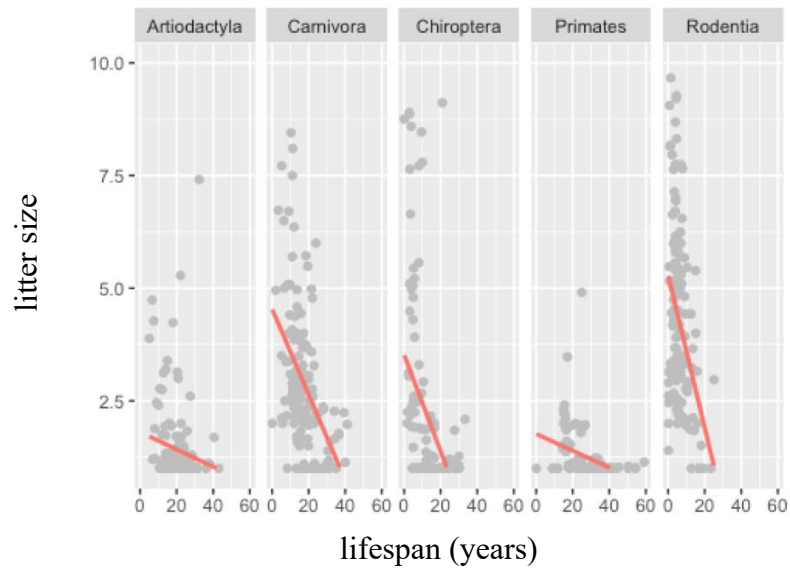 Artiodactyla Carnivora Chiroptera Primates Rodentia
10.0
7.5
5.0
2.5
litter size
0 20 40 60 0 20 40 60 0 20 40 60 0 20 40 60 0 20 40 60
lifespan (years)